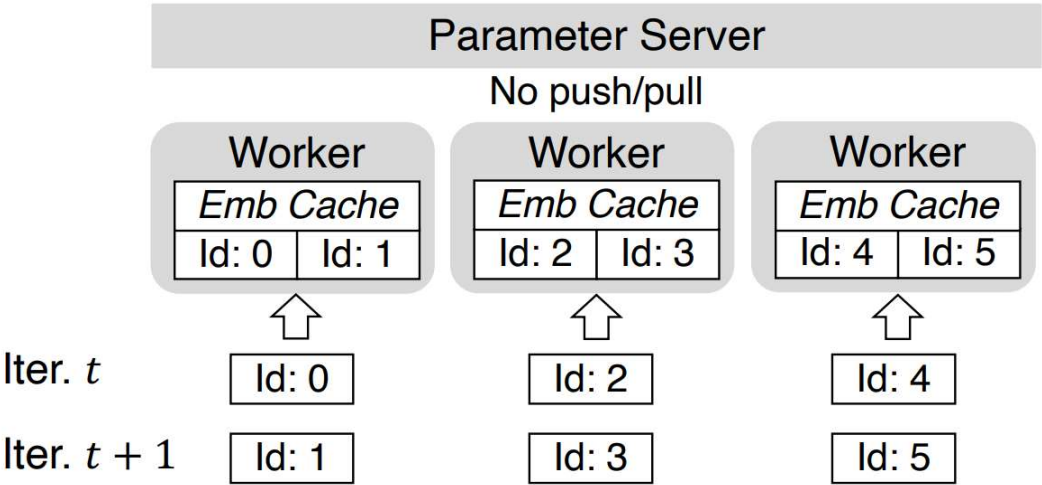 Parameter Server
No push/pull
Worker Worker Worker
Emb Cache Emb Cache Emb Cache
Id: 0 Id: 1 Id: 2 Id: 3 Id: 4 Id: 5
Iter. t Id: 0 Id: 2 Id: 4
Iter. t + 1 Id: 1 Id: 3 Id: 5